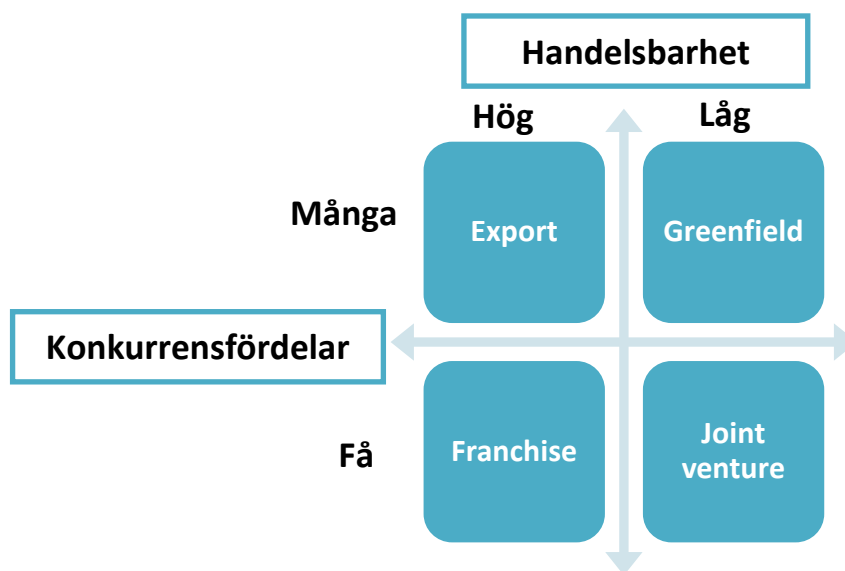 Handelsbarhet
Hög Låg
Många
Export Greenfield
Konkurrensfördelar
Få
Franchise Joint
venture